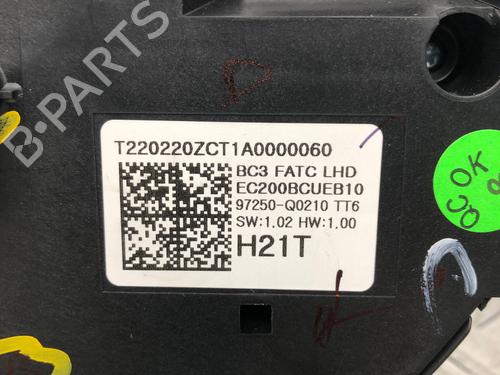 T220220ZCT1A0000060
BC3 FATC LHD
EC200BCUEB10
97250-Q0210 TT6
SW:1.02 HW:1.00
H21T
QC OK
B-PARTS
P